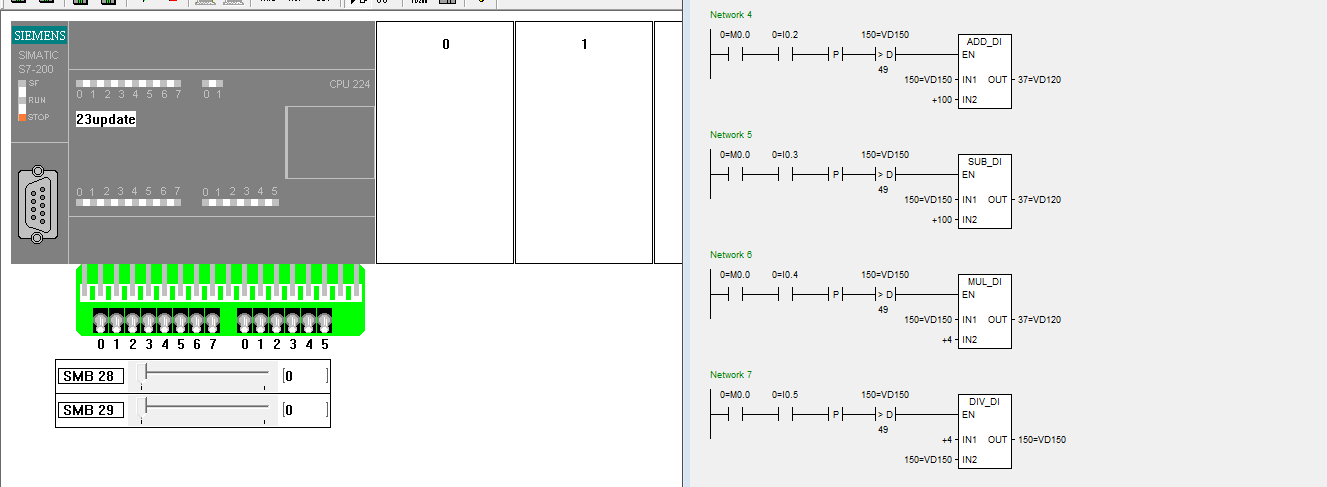 SIEMENS
SIMATIC
S7-200
SF
RUN
STOP
CPU 224
0 1 2 3 4 5 6 7 0 1
23update
0 1 2 3 4 5 6 7 0 1 2 3 4 5
0 1 2 3 4 5 6 7 0 1 2 3 4 5
SMB 28 [0 ]
SMB 29 [0 ]
0
1
Network 4
0=M0.0 0=I0.2 150=VD150 ADD_DI
P > D EN
49
150=VD150 IN1 OUT 37=VD120
+100 IN2
Network 5
0=M0.0 0=I0.3 150=VD150 SUB_DI
P > D EN
49
150=VD150 IN1 OUT 37=VD120
+100 IN2
Network 6
0=M0.0 0=I0.4 150=VD150 MUL_DI
P > D EN
49
150=VD150 IN1 OUT 37=VD120
+4 IN2
Network 7
0=M0.0 0=I0.5 150=VD150 DIV_DI
P > D EN
49
+4 IN1 OUT 150=VD150
150=VD150 IN2